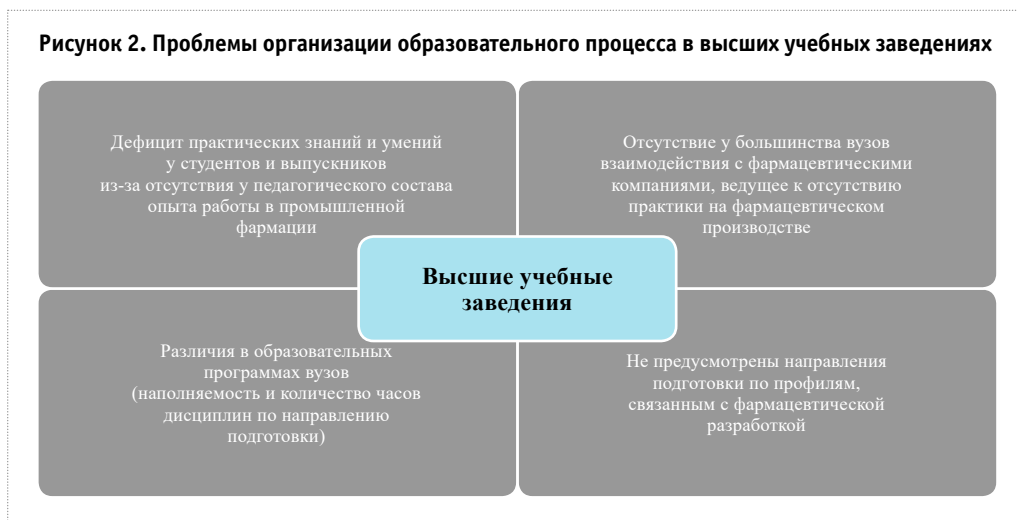 Рисунок 2. Проблемы организации образовательного процесса в высших учебных заведениях
Дефицит практических знаний и умений
у студентов и выпускников
из-за отсутствия у педагогического состава
опыта работы в промышленной
фармации
Отсутствие у большинства вузов
взаимодействия с фармацевтическими
компаниями, ведущее к отсутствию
практики на фармацевтическом
производстве
Высшие учебные
заведения
Различия в образовательных
программах вузов
(наполняемость и количество часов
дисциплин по направлению
подготовки)
Не предусмотрены направления
подготовки по профилям,
связанным с фармацевтической
разработкой